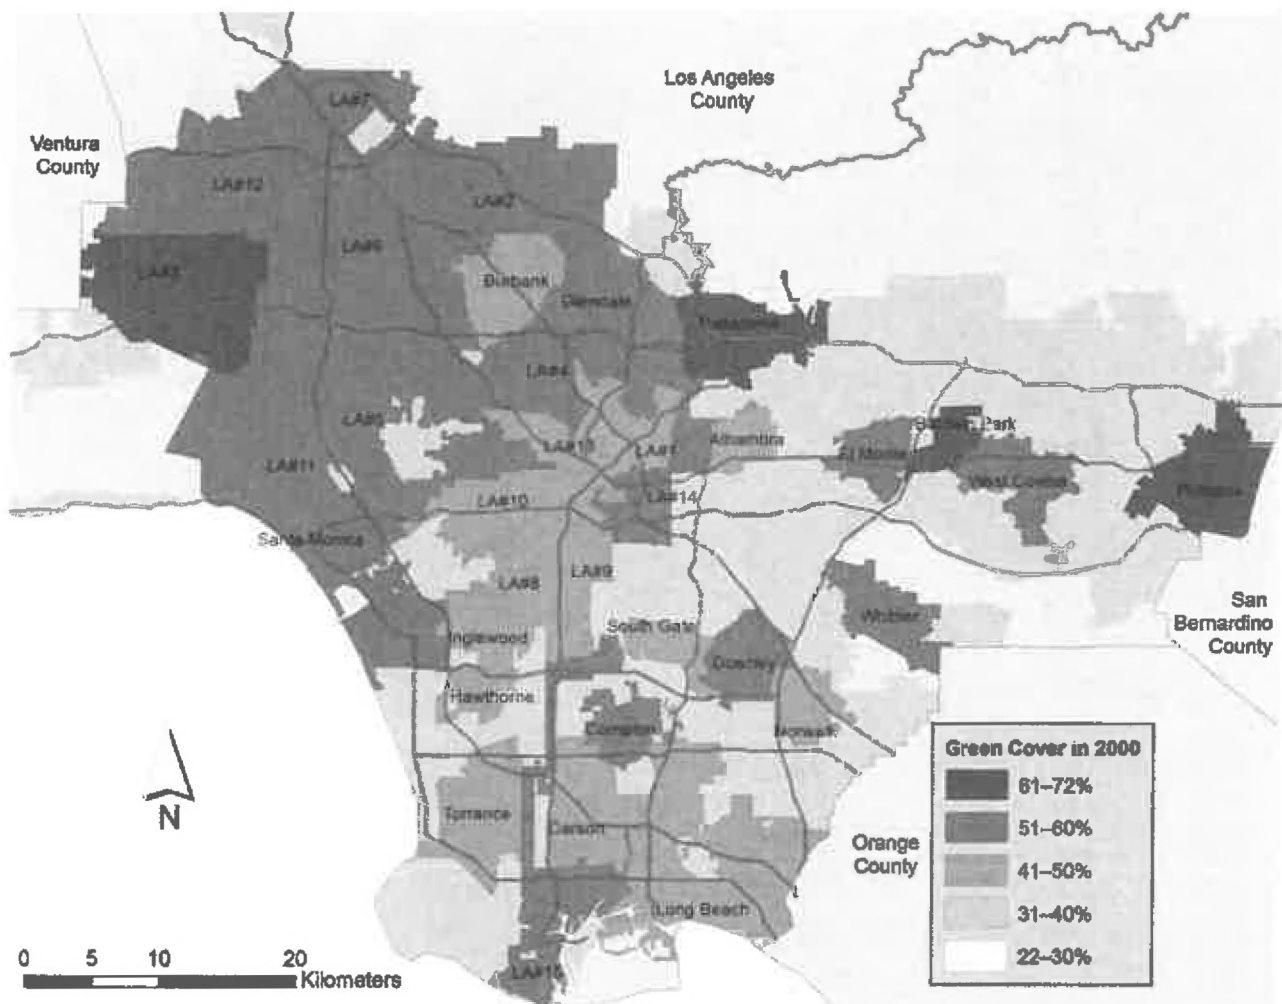 Los Angeles
County
Ventura
County
LA#7
LA#12
LA#2
LA#6
LA#3
Burbank
Glendale
Pasadena
LA#4
LA#5
LA#13
LA#1
Alhambra
Baldwin Park
El Monte
LA#11
West Covina
Pomona
LA#10
LA#14
Santa Monica
LA#8
LA#9
San
Bernardino
County
Inglewood
South Gate
Whittier
Downey
Hawthorne
Compton
Norwalk
N
Green Cover in 2000
61–72%
51–60%
41–50%
31–40%
22–30%
Torrance
Carson
Orange
County
Long Beach
LA#15
0 5 10 20
Kilometers